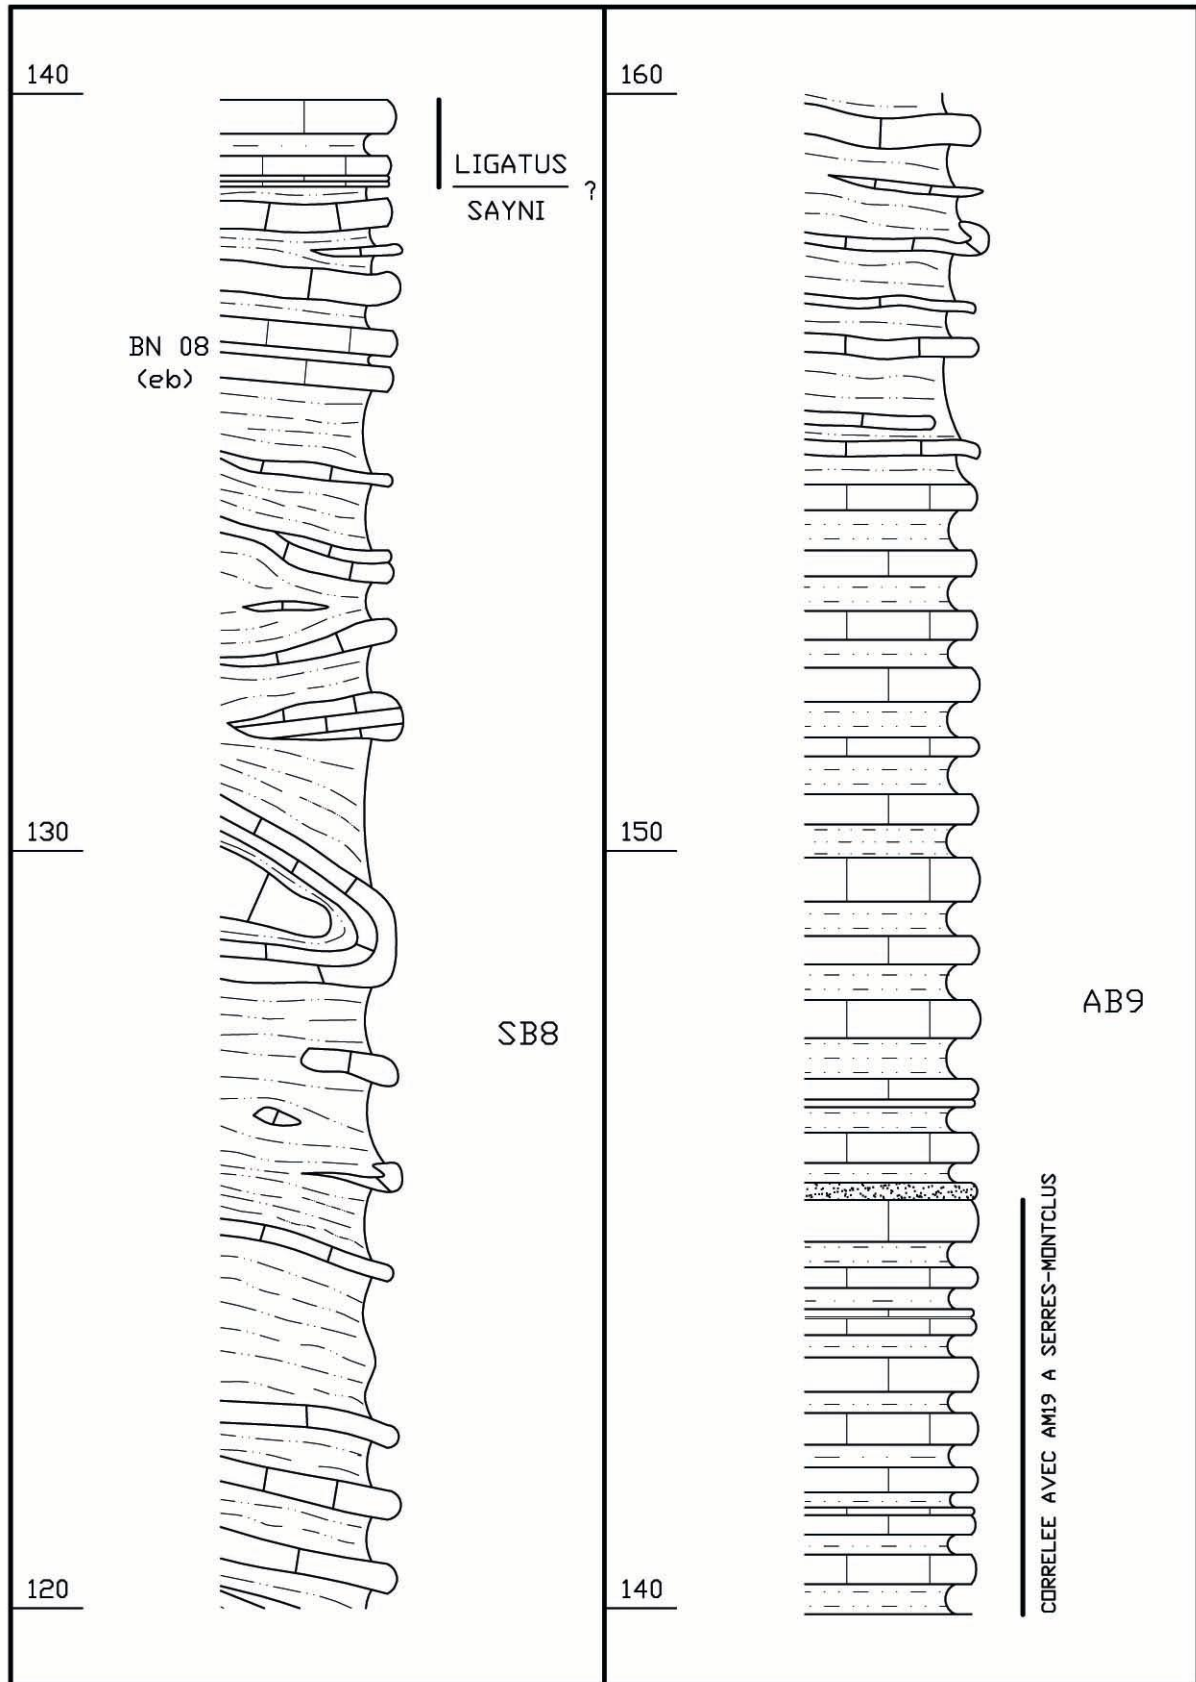 140
LIGATUS
SAYNI
?
BN 08
(eb)
130
SB8
120
160
150
AB9
CORRELEE AVEC AM19 A SERRES-MONTCLUS
140